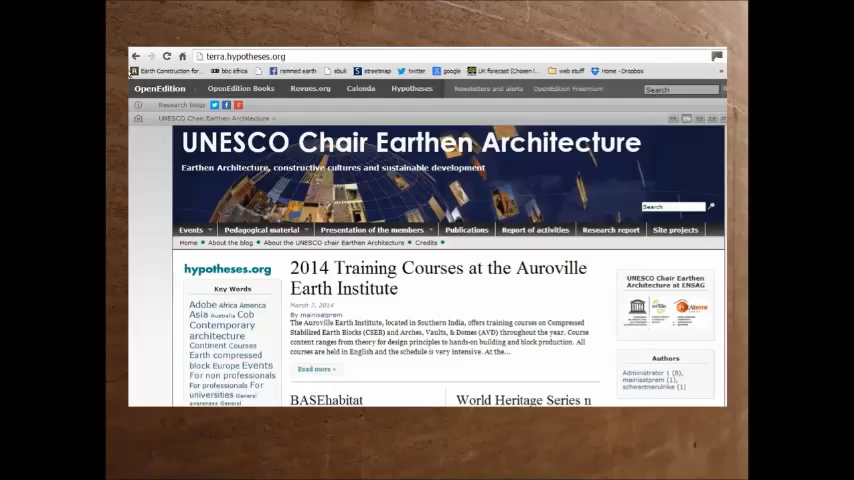 terra.hypotheses.org
Earth Construction for... bbc africa rammed earth ebuk streetmap twitter google UK forecast (Chosen l... web stuff Home - Dropbox
OpenEdition OpenEdition Books Revues.org Calenda Hypotheses Newsletters and alerts OpenEdition Freemium Search
Research blogs
UNESCO Chair Earthen Architecture >
UNESCO Chair Earthen Architecture
Earthen Architecture, constructive cultures and sustainable development
Search
Events Pedagogical material Presentation of the members Publications Report of activities Research report Site projects
Home About the blog About the UNESCO chair Earthen Architecture Credits
hypotheses.org
Key Words
Adobe Africa America
Asia Australia Cob
Contemporary
architecture
Continent Courses
Earth compressed
block Europe Events
For non professionals
For professionals For
universities General
awareness General
2014 Training Courses at the Auroville
Earth Institute
March 7, 2014
By mainisatprem
The Auroville Earth Institute, located in Southern India, offers training courses on Compressed
Stabilized Earth Blocks (CSEB) and Arches, Vaults, & Domes (AVD) throughout the year. Course
content ranges from theory for design principles to hands-on building and block production. All
courses are held in English and the schedule is very intensive. At the...
Read more »
BASEhabitat
World Heritage Series n
UNESCO Chair Earthen
Architecture at ENSAG
Authors
Administrator 1 (8),
mainisatprem (1),
schwantnerulrike (1)